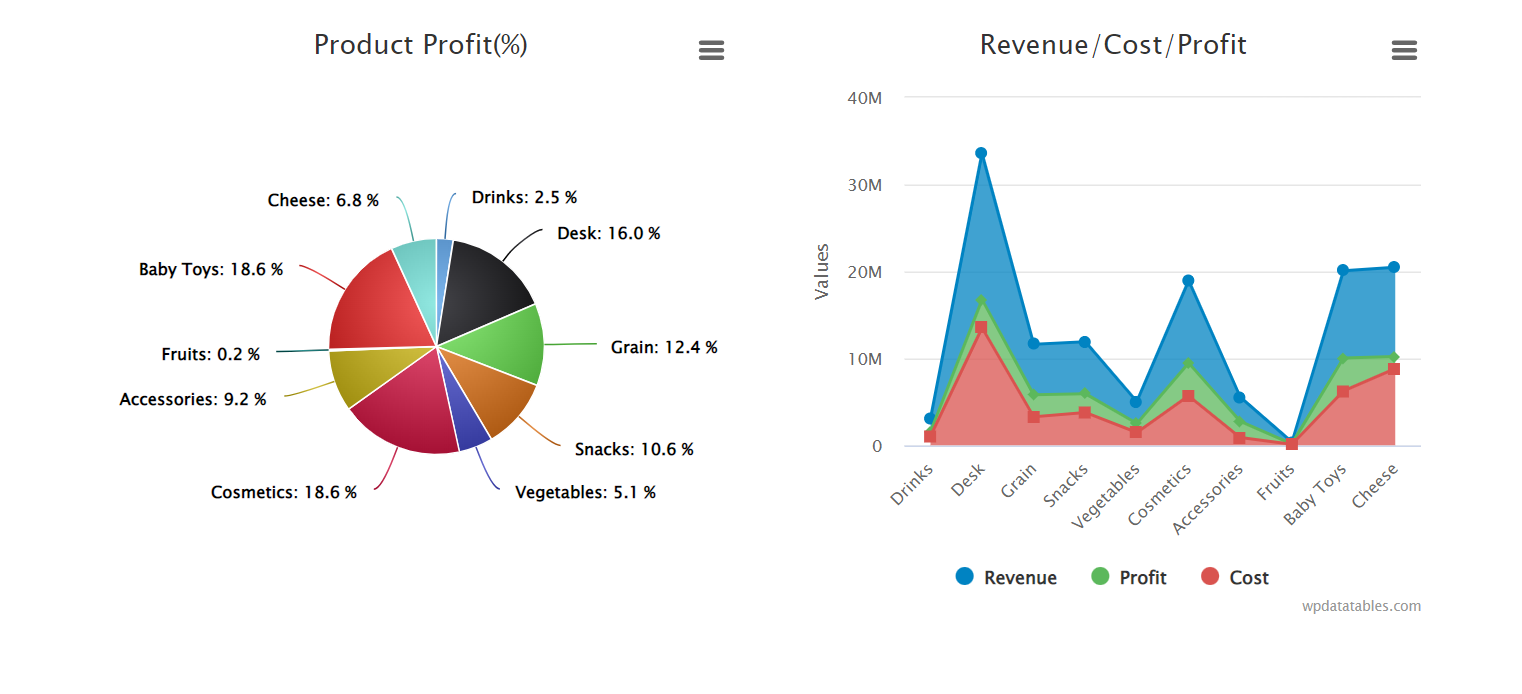 Product Profit(%)
Cheese: 6.8 %
Drinks: 2.5 %
Desk: 16.0 %
Baby Toys: 18.6 %
Grain: 12.4 %
Fruits: 0.2 %
Accessories: 9.2 %
Snacks: 10.6 %
Cosmetics: 18.6 %
Vegetables: 5.1 %
Revenue/Cost/Profit
Values
40M
30M
20M
10M
0
Drinks
Desk
Grain
Snacks
Vegetables
Cosmetics
Accessories
Fruits
Baby Toys
Cheese
Revenue
Profit
Cost
wpdatatables.com